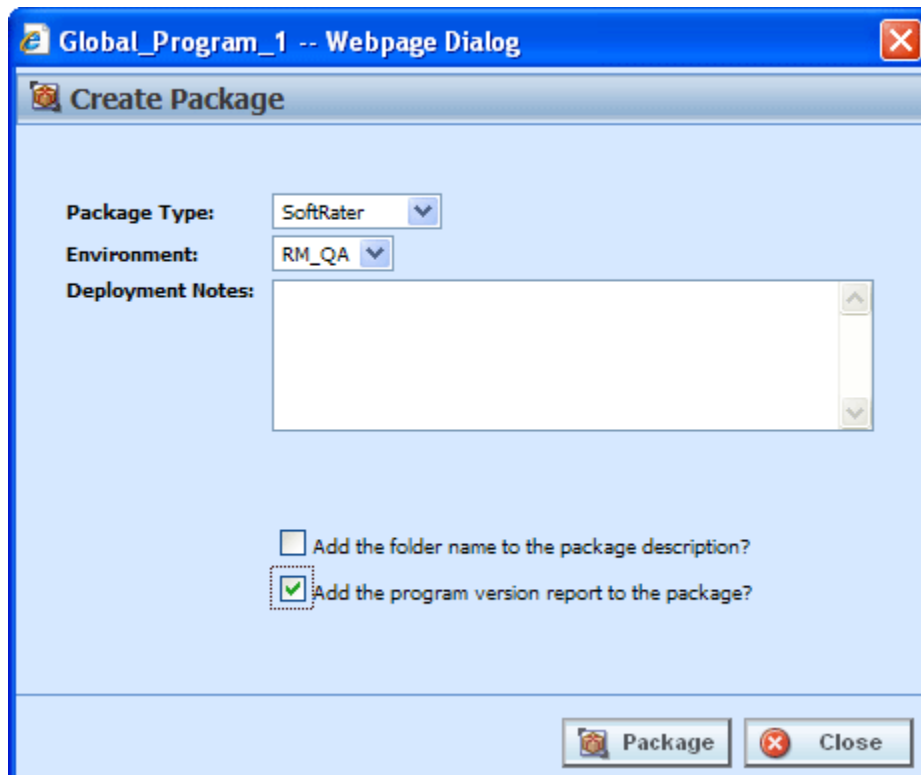 Global_Program_1 -- Webpage Dialog
Create Package
Package Type: SoftRater
Environment: RM_QA
Deployment Notes:
Add the folder name to the package description?
Add the program version report to the package?
Package Close